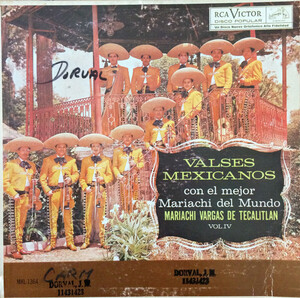 RCA VICTOR
DISCO POPULAR
DORVAL
VALSES
MEXICANOS
con el mejor
Mariachi del Mundo
MARIACHI VARGAS DE TECALITLAN
VOL. IV
DORVAL, J. M.
11431423
DORVAL, J. M.
11431423